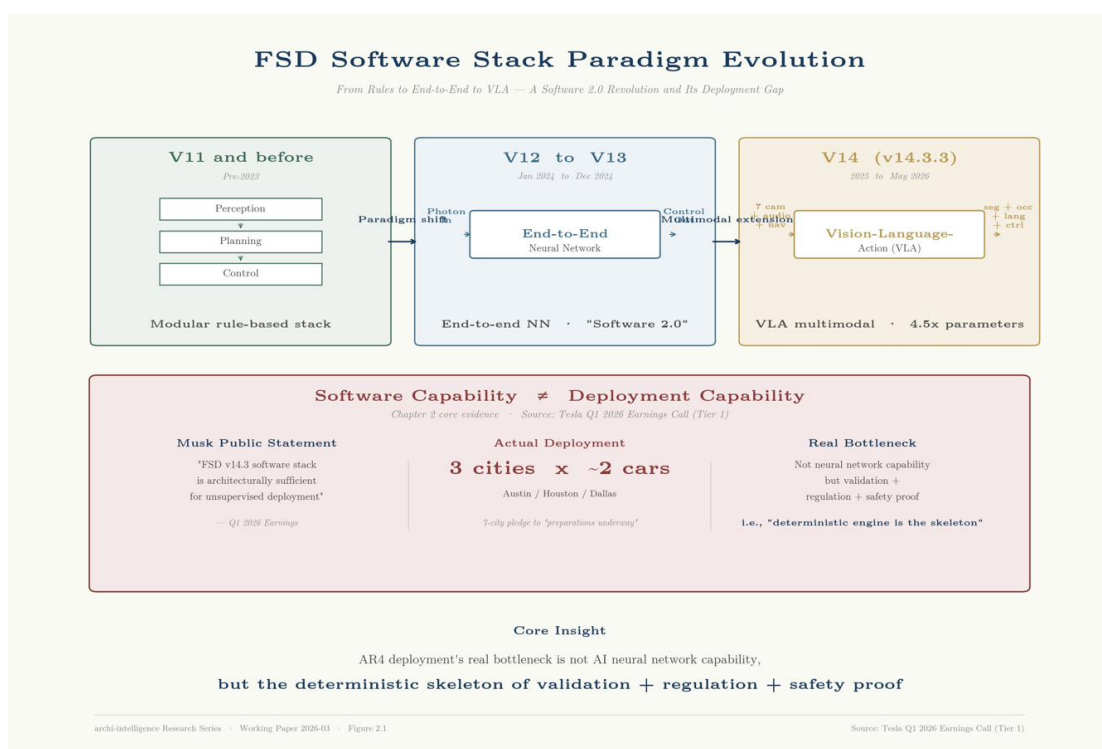 FSD Software Stack Paradigm Evolution
From Rules to End-to-End to VLA — A Software 2.0 Revolution and Its Deployment Gap
V11 and before
Pre-2023
Perception
Planning
Control
Modular rule-based stack
Paradigm shift
V12 to V13
Jan 2024 to Dec 2024
Photon
in
End-to-End
Neural Network
Control
End-to-end NN · "Software 2.0"
Multimodal extension
V14 (v14.3.3)
2025 to May 2026
7 cam
+ audio
+ nav
Vision-Language-
Action (VLA)
seg + occ
+ lang
+ ctrl
VLA multimodal · 4.5x parameters
Software Capability ≠ Deployment Capability
Chapter 2 core evidence · Source: Tesla Q1 2026 Earnings Call (Tier 1)
Musk Public Statement
"FSD v14.3 software stack
is architecturally sufficient
for unsupervised deployment"
— Q1 2026 Earnings
Actual Deployment
3 cities x ~2 cars
Austin / Houston / Dallas
7-city pledge to "preparations underway"
Real Bottleneck
Not neural network capability
but validation +
regulation + safety proof
i.e., "deterministic engine is the skeleton"
Core Insight
AR4 deployment's real bottleneck is not AI neural network capability,
but the deterministic skeleton of validation + regulation + safety proof
archi-intelligence Research Series · Working Paper 2026-03 · Figure 2.1
Source: Tesla Q1 2026 Earnings Call (Tier 1)